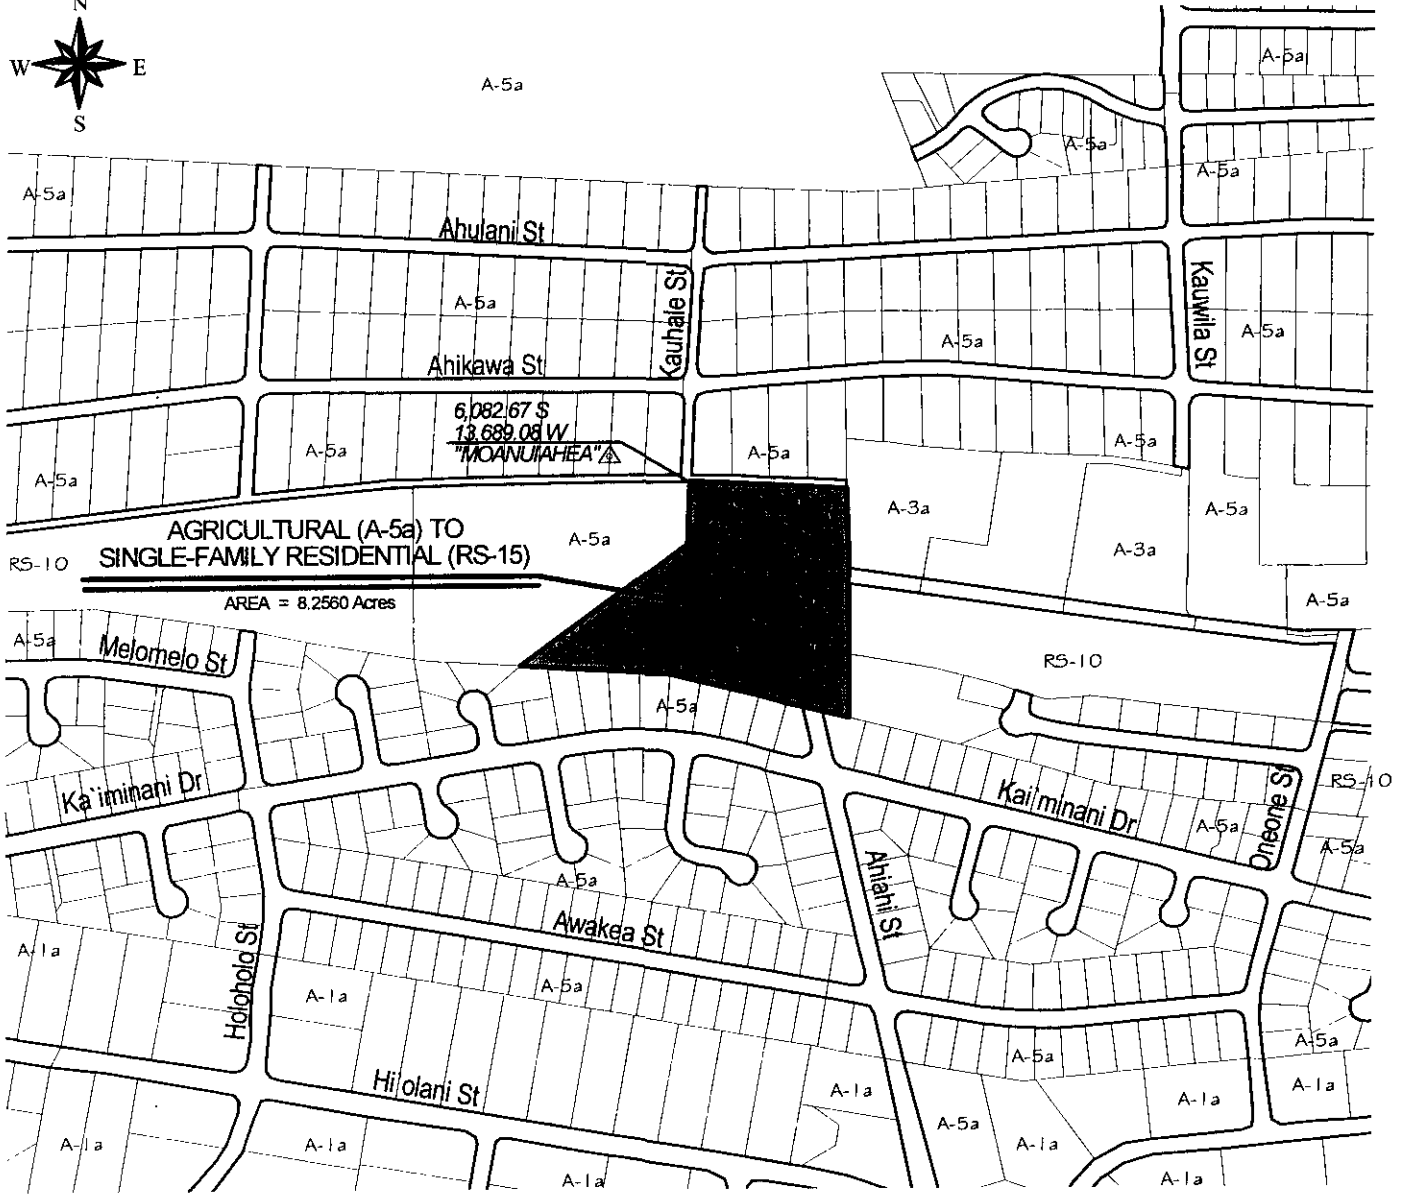 N
W E
S
A-5a
A-5a
A-5a
A-5a
A-5a
Ahulani St
A-5a
Kauhale St
A-5a
Kauwila St
A-5a
Ahikawa St
6,082.67 S
13,689.08 W
"MOANUIAHEA"
A-5a
A-5a
A-5a
A-5a
A-3a
A-5a
A-3a
AGRICULTURAL (A-5a) TO
SINGLE-FAMILY RESIDENTIAL (RS-15)
AREA = 8.2560 Acres
A-5a
RS-10
A-5a
A-5a
Melomelo St
RS-10
A-5a
Ka`iminani Dr
Kai`minani Dr
Oneone St
RS-10
A-5a
A-5a
Ahiahi St
A-5a
Awakea St
Holoholo St
A-1a
A-1a
A-5a
A-5a
A-5a
Hi`olani St
A-1a
A-1a
A-1a
A-5a
A-1a
A-1a
A-1a
A-1a
A-1a